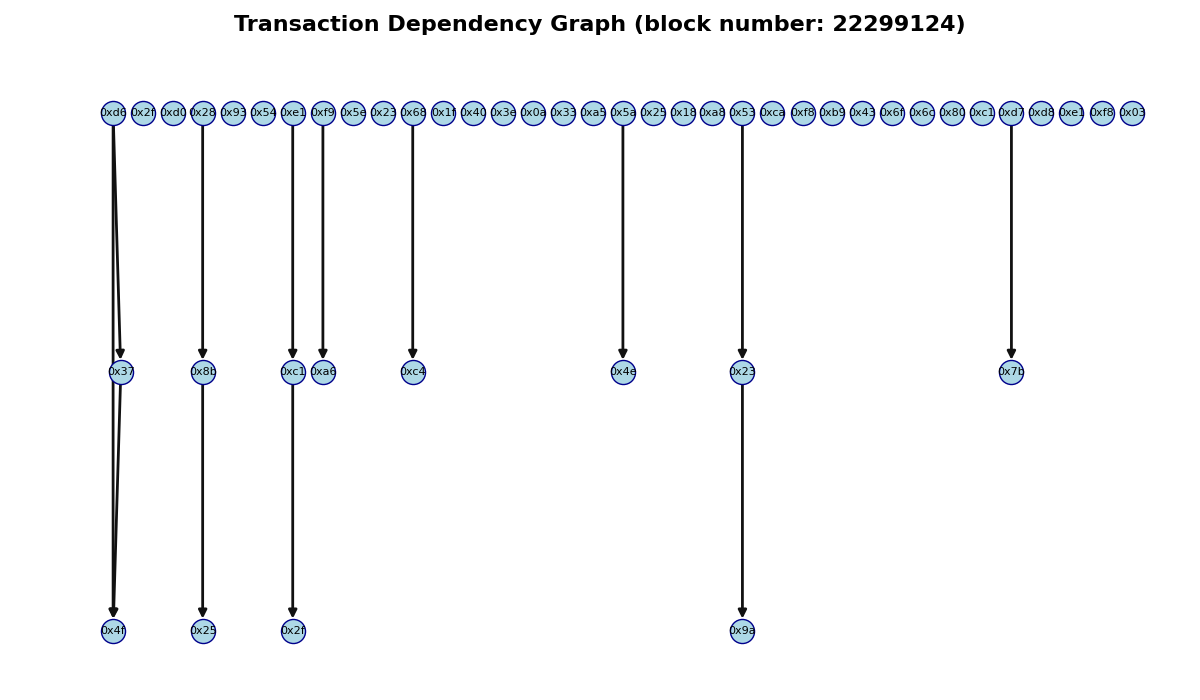 Transaction Dependency Graph (block number: 22299124)
0xd6 0x2f 0xd0 0x28 0x93 0x54 0xe1 0xf9 0x5e 0x23 0x68 0x1f 0x40 0x3e 0x0a 0x33 0xa5 0x5a 0x25 0x18 0xa8 0x53 0xca 0xf8 0xb9 0x43 0x6f 0x6c 0x80 0xc1 0xd7 0xd8 0xe1 0xf8 0x03
0x37 0x8b 0xc1 0xa6 0xc4 0x4e 0x23 0x7b
0x4f 0x25 0x2f 0x9a